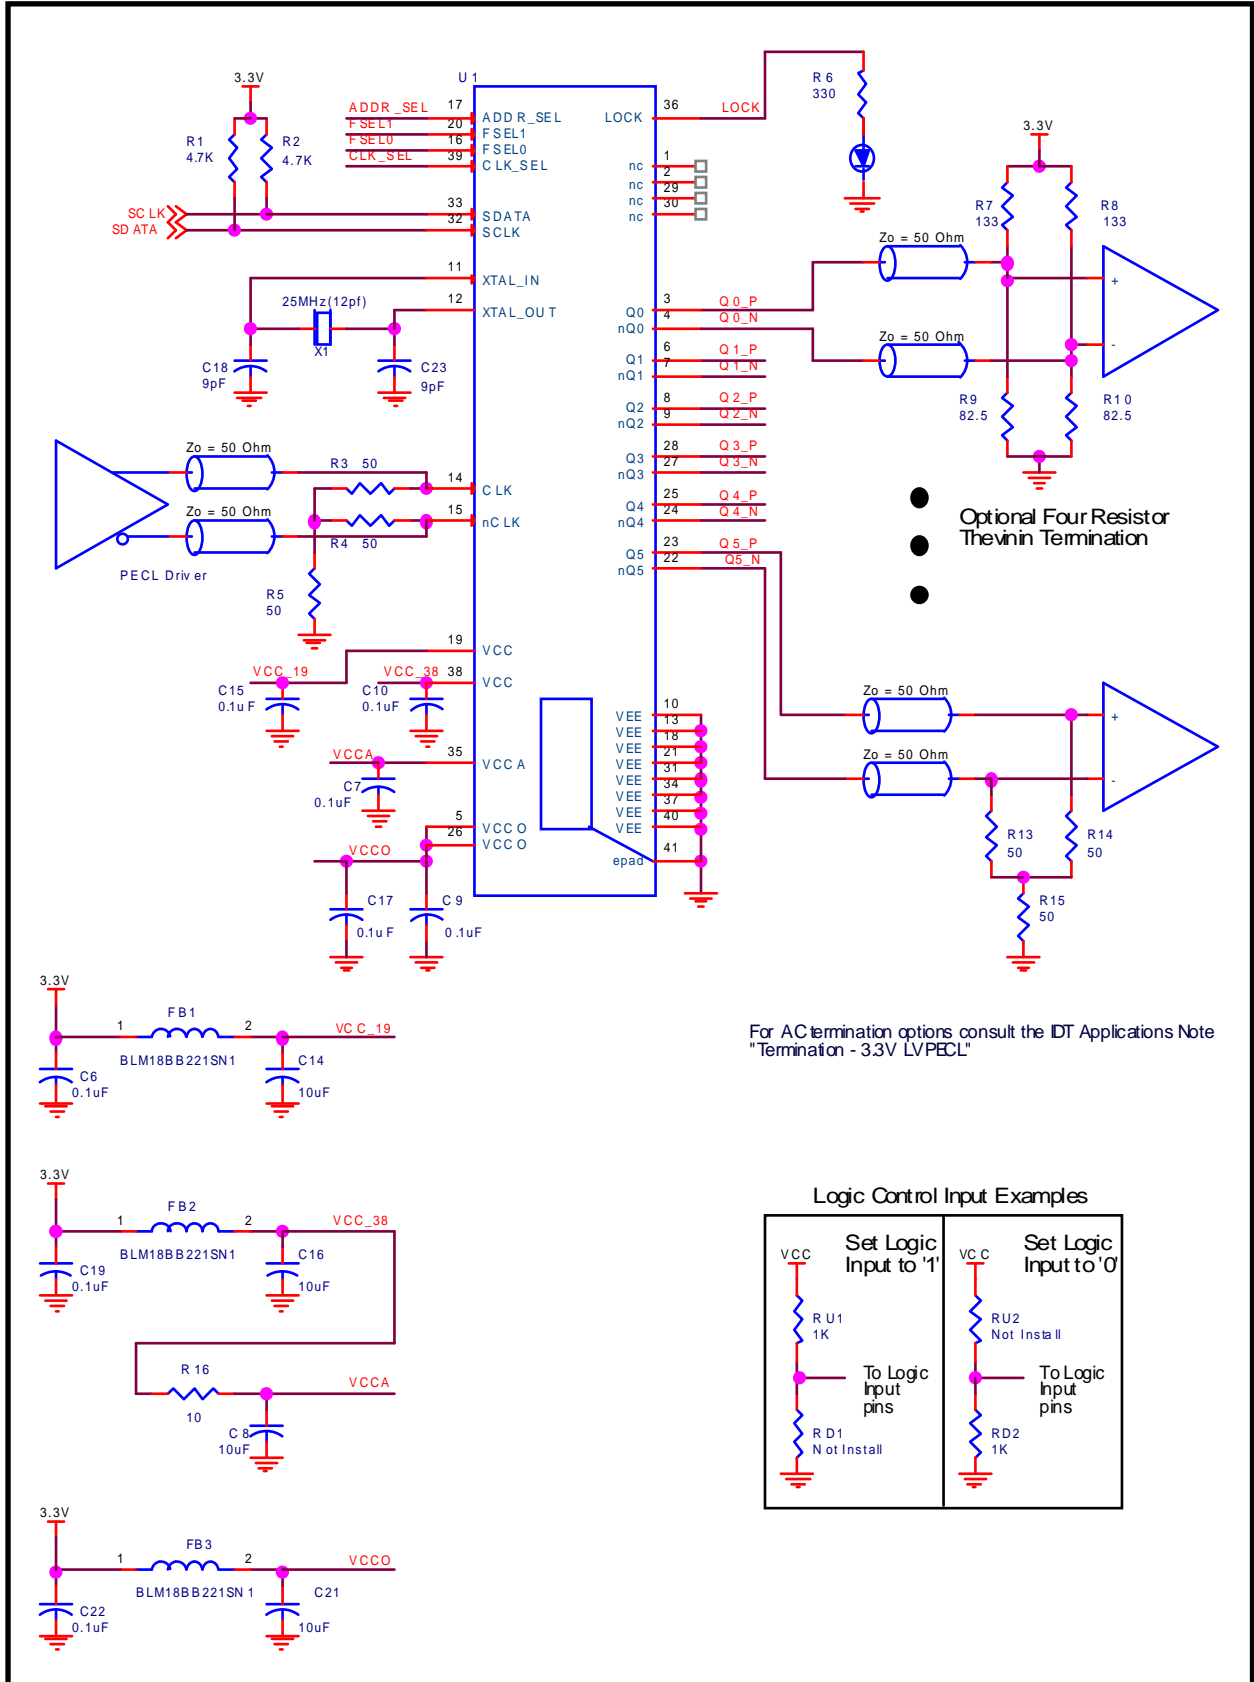 U1
3.3V
R1
4.7K
R2
4.7K
ADDR_SEL
FSEL1
FSEL0
CLK_SEL
17
20
16
39
ADDR_SEL
FSEL1
FSEL0
CLK_SEL
SCLK
SDATA
33
32
SDATA
SCLK
11
XTAL_IN
12
XTAL_OUT
25MHz(12pf)
X1
C18
9pF
C23
9pF
Zo = 50 Ohm
Zo = 50 Ohm
PECL Driver
R3 50
R4 50
R5
50
14
CLK
15
nCLK
19
VCC
VCC_19
C15
0.1uF
VCC_38
38
VCC
C10
0.1uF
VCCA
35
VCCA
C7
0.1uF
5
26
VCCO
VCCO
VCCO
C17
0.1uF
C9
0.1uF
LOCK
36
LOCK
R6
330
nc
nc
nc
nc
1
2
29
30
Q0
nQ0
3
4
Q0_P
Q0_N
Q1
nQ1
6
7
Q1_P
Q1_N
Q2
nQ2
8
9
Q2_P
Q2_N
Q3
nQ3
28
27
Q3_P
Q3_N
Q4
nQ4
25
24
Q4_P
Q4_N
Q5
nQ5
23
22
Q5_P
Q5_N
VEE
VEE
VEE
VEE
VEE
VEE
VEE
VEE
epad
10
13
18
21
31
34
37
40
41
3.3V
R7
133
R8
133
Zo = 50 Ohm
Zo = 50 Ohm
+
-
R9
82.5
R10
82.5
Optional Four Resistor
Thevinin Termination
Zo = 50 Ohm
Zo = 50 Ohm
+
-
R13
50
R14
50
R15
50
3.3V
FB1
1
2
VCC_19
BLM18BB221SN1
C6
0.1uF
C14
10uF
For AC termination options consult the IDT Applications Note
"Termination - 3.3V LVPECL"
3.3V
FB2
1
2
VCC_38
BLM18BB221SN1
C19
0.1uF
C16
10uF
R16
10
VCCA
C8
10uF
3.3V
FB3
1
2
VCCO
BLM18BB221SN1
C22
0.1uF
C21
10uF
Logic Control Input Examples
VCC
Set Logic
Input to '1'
RU1
1K
To Logic
Input
pins
RD1
Not Install
VCC
Set Logic
Input to '0'
RU2
Not Install
To Logic
Input
pins
RD2
1K